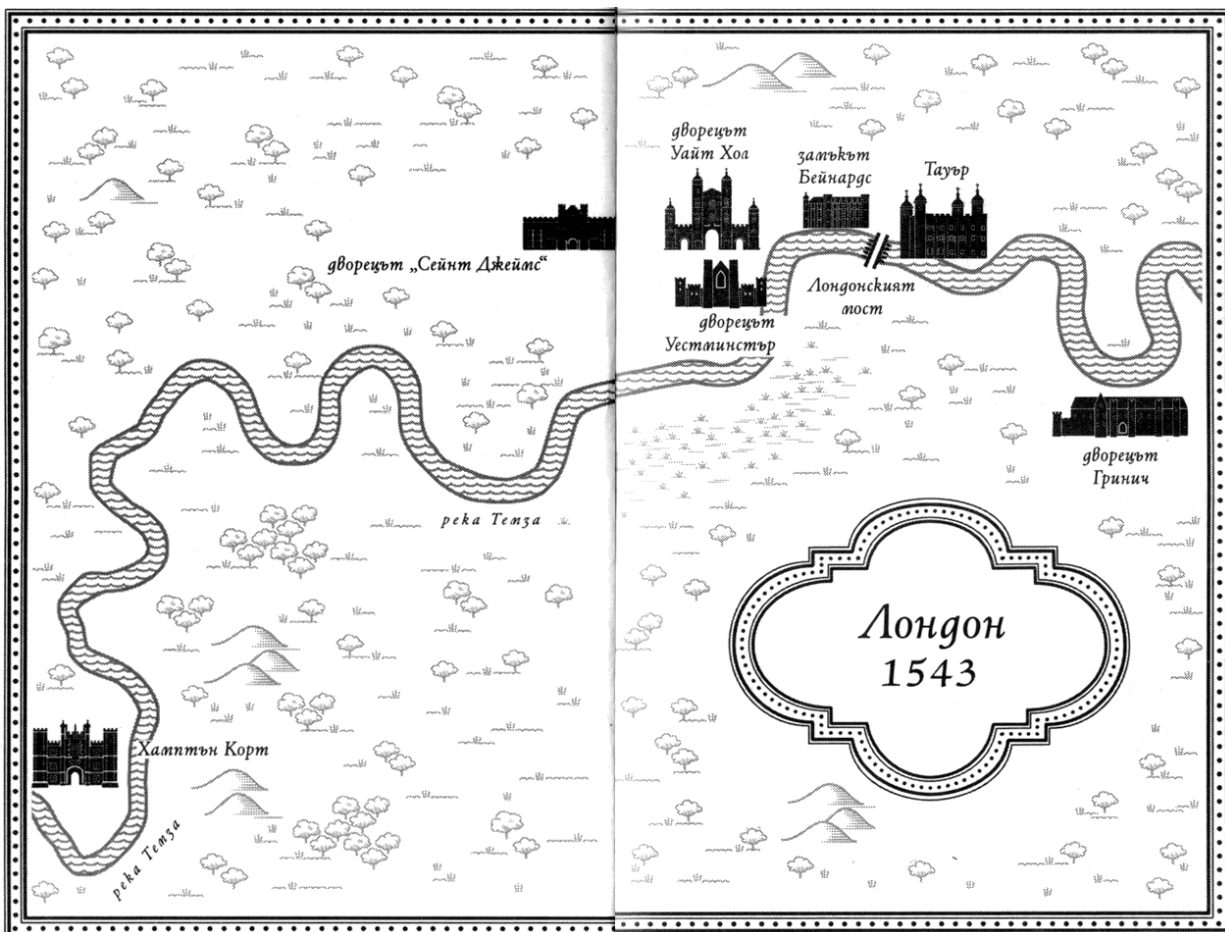 дворецът
Уайт Хол
замъкът
Бейнардс
Тауър
дворецът „Сейнт Джеймс“
Лондонският
мост
дворецът
Уестминстър
дворецът
Гринич
река Темза
Лондон
1543
Хамптън Корт
река Темза